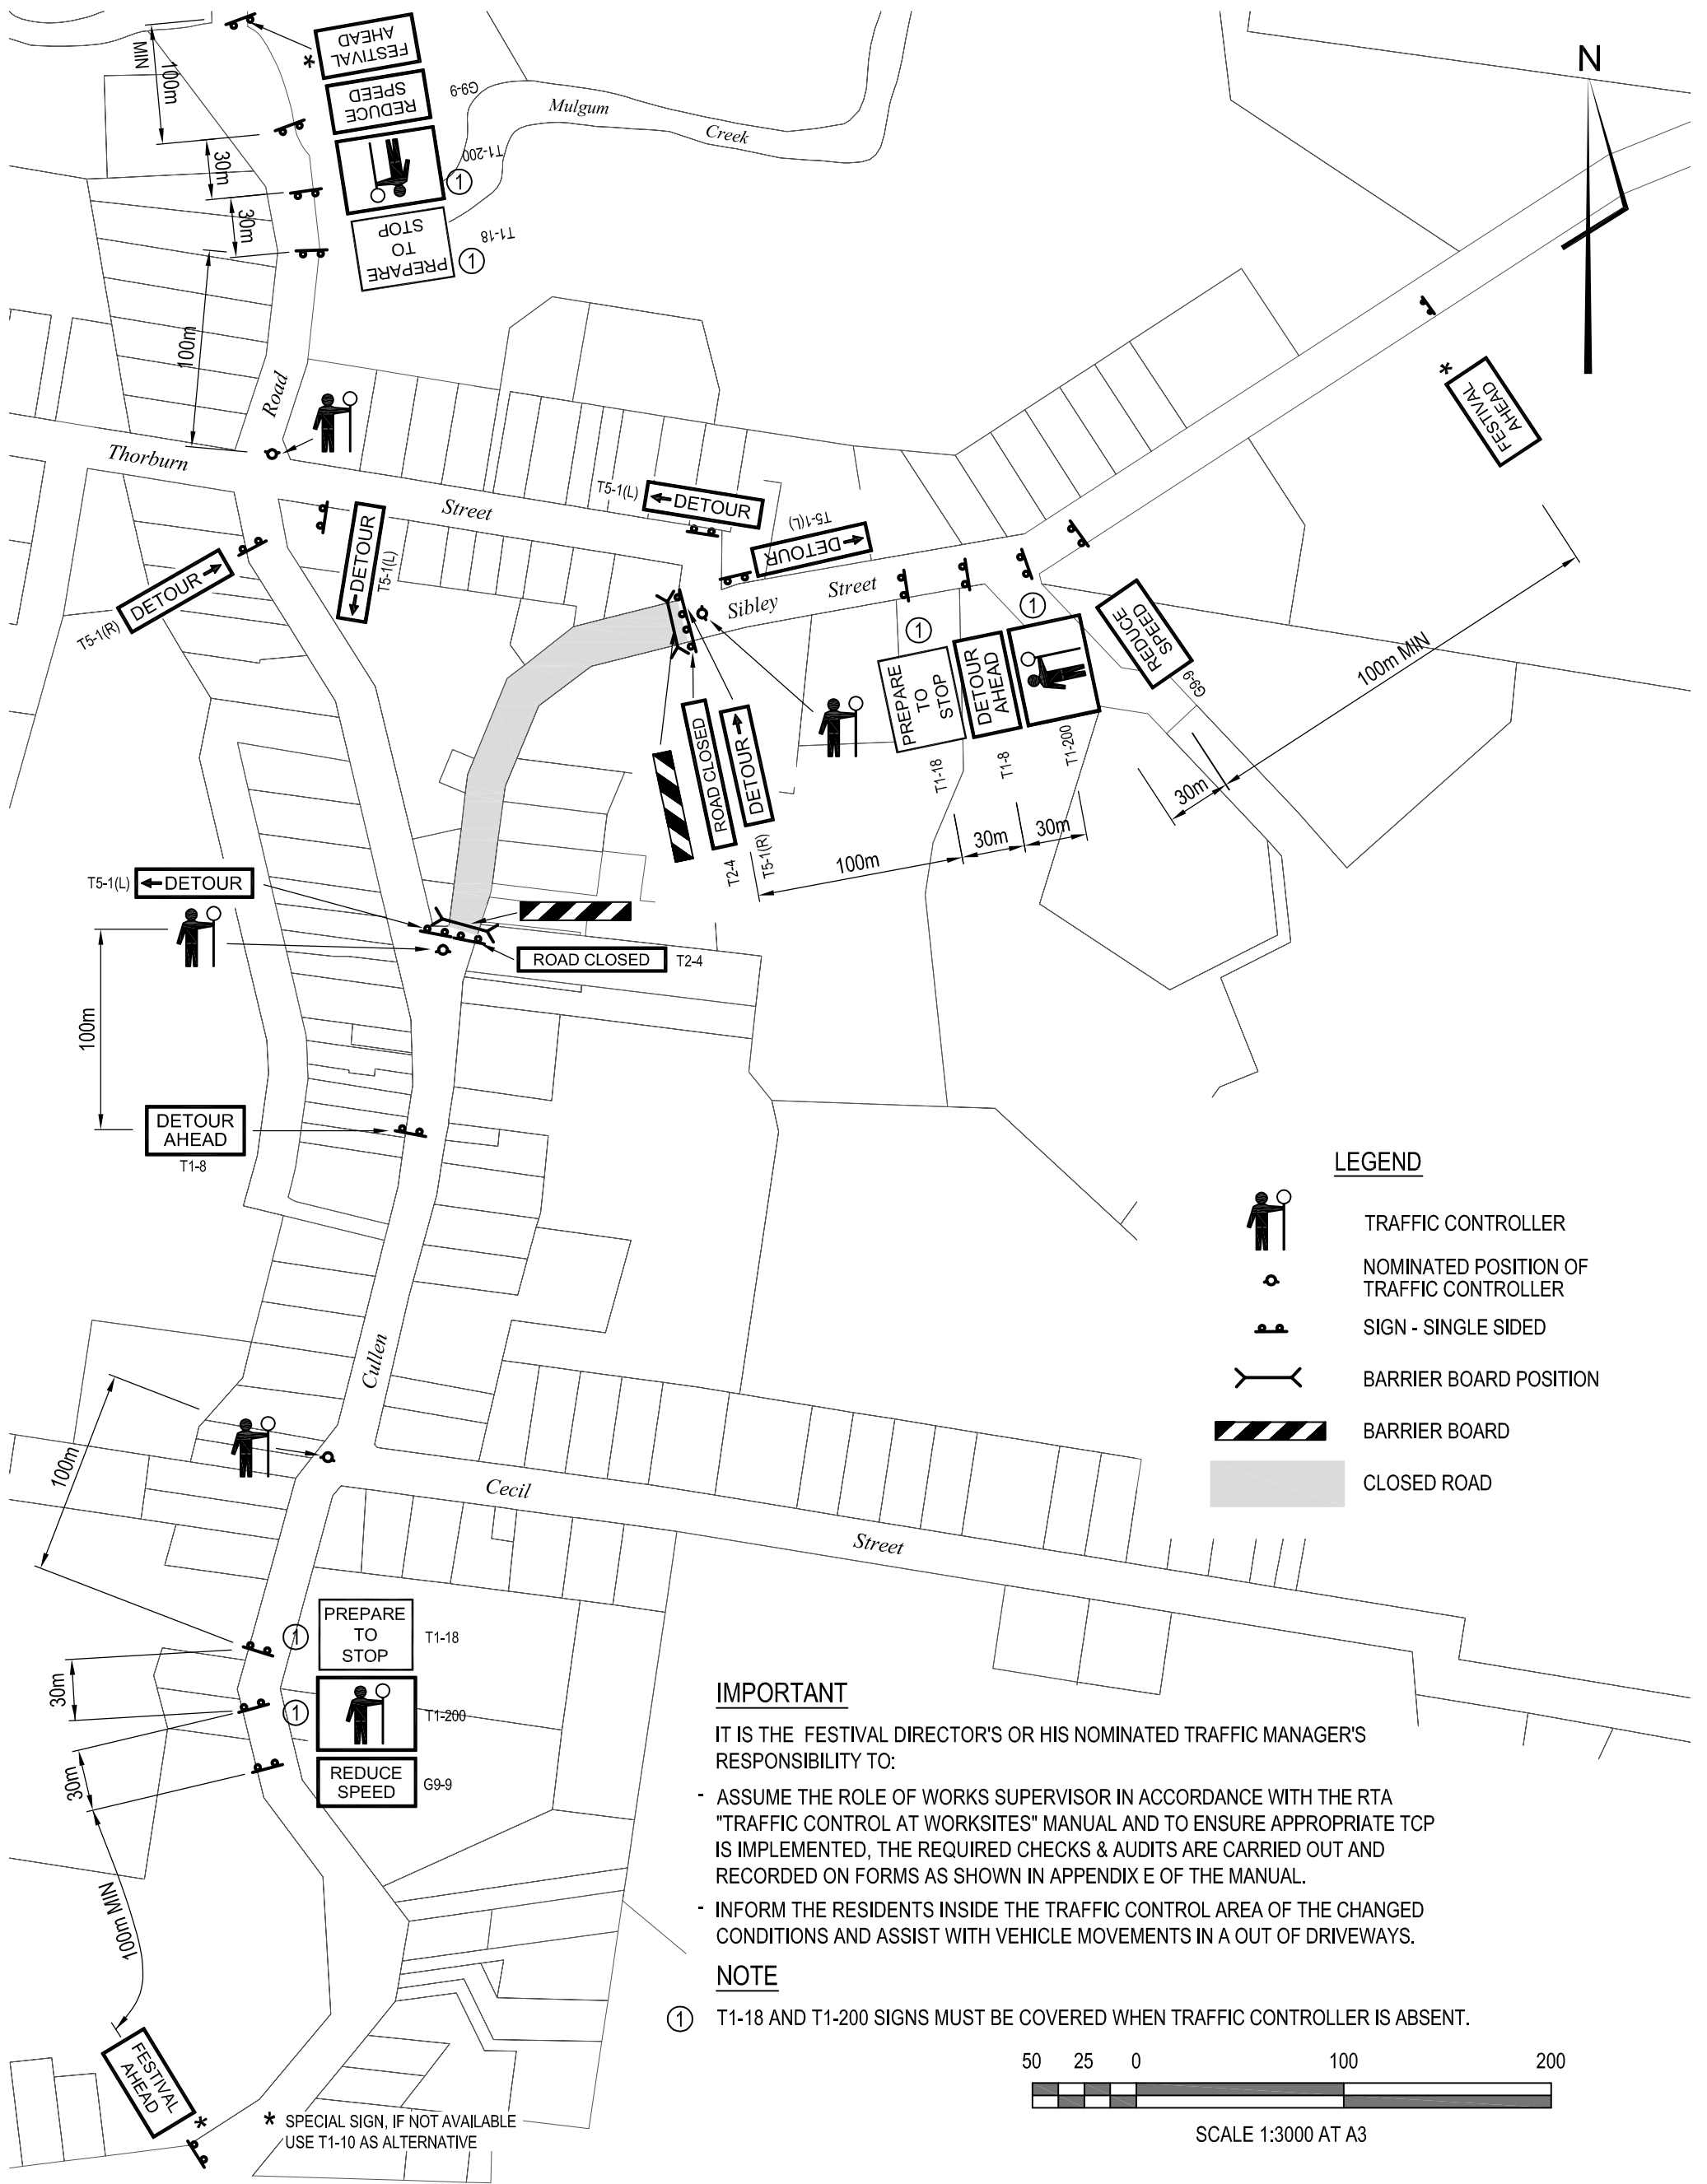 FESTIVAL
AHEAD
*
REDUCE
SPEED
G9-9
T1-200
1
PREPARE
TO
STOP
T1-18
1
100m
MIN
30m
30m
100m
Mulgum
Creek
N
Road
Thorburn
Street
T5-1(L)
← DETOUR
DETOUR →
T5-1(L)
← DETOUR
T5-1(L)
DETOUR →
T5-1(R)
Sibley
Street
*
FESTIVAL
AHEAD
REDUCE
SPEED
G9-9
1
1
PREPARE
TO
STOP
T1-18
DETOUR
AHEAD
T1-8
T1-200
ROAD CLOSED
T2-4
DETOUR →
T5-1(R)
100m
30m
30m
30m
100m MIN
T5-1(L)
← DETOUR
ROAD CLOSED
T2-4
100m
DETOUR
AHEAD
T1-8
Cullen
100m
Cecil
Street
1
PREPARE
TO
STOP
T1-18
30m
1
T1-200
REDUCE
SPEED
G9-9
30m
100m MIN
FESTIVAL
AHEAD
*
* SPECIAL SIGN, IF NOT AVAILABLE
USE T1-10 AS ALTERNATIVE
LEGEND
TRAFFIC CONTROLLER
NOMINATED POSITION OF
TRAFFIC CONTROLLER
SIGN - SINGLE SIDED
BARRIER BOARD POSITION
BARRIER BOARD
CLOSED ROAD
IMPORTANT
IT IS THE FESTIVAL DIRECTOR'S OR HIS NOMINATED TRAFFIC MANAGER'S
RESPONSIBILITY TO:
- ASSUME THE ROLE OF WORKS SUPERVISOR IN ACCORDANCE WITH THE RTA
"TRAFFIC CONTROL AT WORKSITES" MANUAL AND TO ENSURE APPROPRIATE TCP
IS IMPLEMENTED, THE REQUIRED CHECKS & AUDITS ARE CARRIED OUT AND
RECORDED ON FORMS AS SHOWN IN APPENDIX E OF THE MANUAL.
- INFORM THE RESIDENTS INSIDE THE TRAFFIC CONTROL AREA OF THE CHANGED
CONDITIONS AND ASSIST WITH VEHICLE MOVEMENTS IN A OUT OF DRIVEWAYS.
NOTE
1 T1-18 AND T1-200 SIGNS MUST BE COVERED WHEN TRAFFIC CONTROLLER IS ABSENT.
50 25 0 100 200
SCALE 1:3000 AT A3